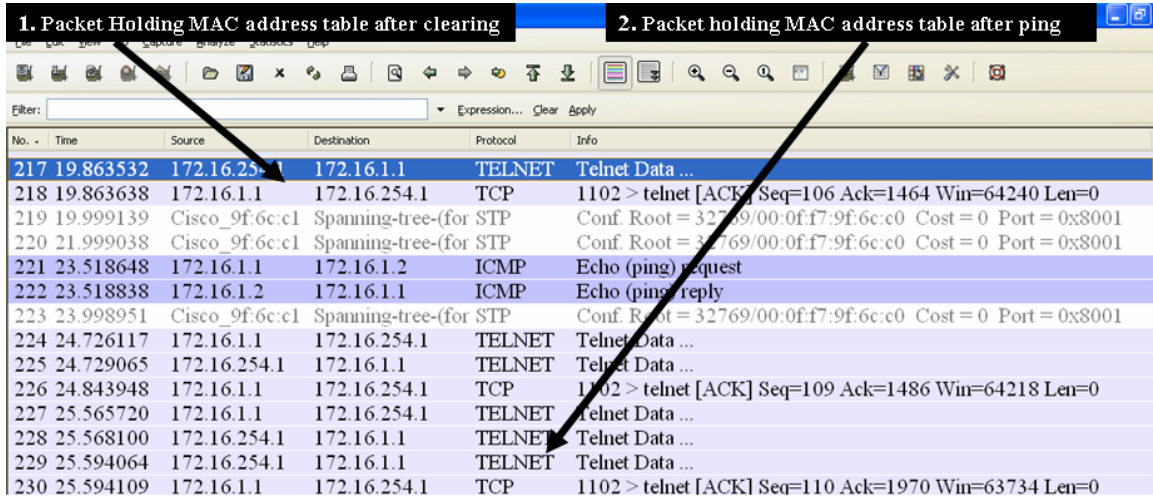 1. Packet Holding MAC address table after clearing
2. Packet holding MAC address table after ping
Filter:
Expression... Clear Apply
No. Time Source Destination Protocol Info
217 19.863532 172.16.254.1 172.16.1.1 TELNET Telnet Data ...
218 19.863638 172.16.1.1 172.16.254.1 TCP 1102 > telnet [ACK] Seq=106 Ack=1464 Win=64240 Len=0
219 19.999139 Cisco_9f:6c:c1 Spanning-tree-(for STP Conf. Root = 32769/00:0f:f7:9f:6c:c0 Cost = 0 Port = 0x8001
220 21.999038 Cisco_9f:6c:c1 Spanning-tree-(for STP Conf. Root = 32769/00:0f:f7:9f:6c:c0 Cost = 0 Port = 0x8001
221 23.518648 172.16.1.1 172.16.1.2 ICMP Echo (ping) request
222 23.518838 172.16.1.2 172.16.1.1 ICMP Echo (ping) reply
223 23.998951 Cisco_9f:6c:c1 Spanning-tree-(for STP Conf. Root = 32769/00:0f:f7:9f:6c:c0 Cost = 0 Port = 0x8001
224 24.726117 172.16.1.1 172.16.254.1 TELNET Telnet Data ...
225 24.729065 172.16.254.1 172.16.1.1 TELNET Telnet Data ...
226 24.843948 172.16.1.1 172.16.254.1 TCP 1102 > telnet [ACK] Seq=109 Ack=1486 Win=64218 Len=0
227 25.565720 172.16.1.1 172.16.254.1 TELNET Telnet Data ...
228 25.568100 172.16.254.1 172.16.1.1 TELNET Telnet Data ...
229 25.594064 172.16.254.1 172.16.1.1 TELNET Telnet Data ...
230 25.594109 172.16.1.1 172.16.254.1 TCP 1102 > telnet [ACK] Seq=110 Ack=1970 Win=63734 Len=0